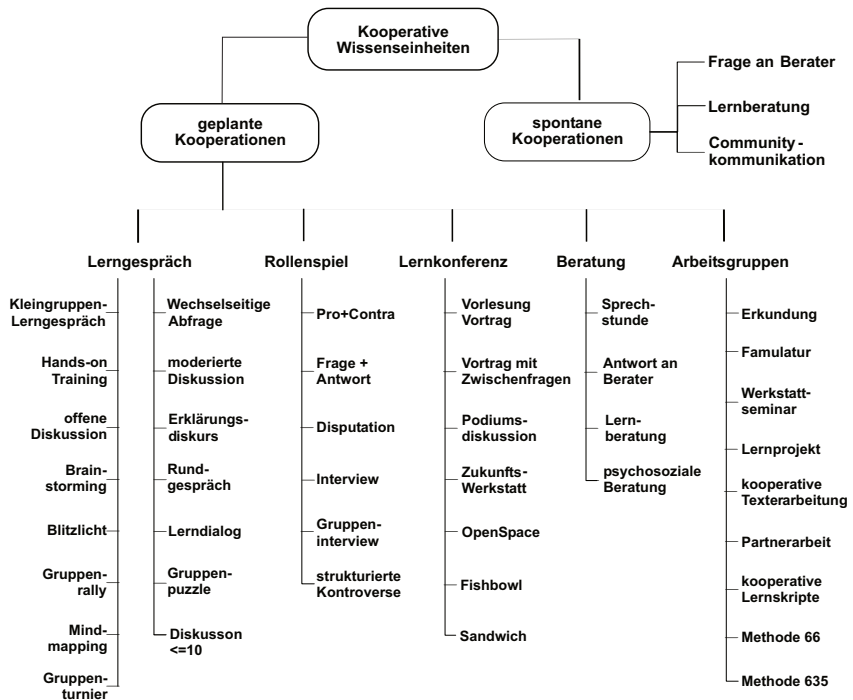 Kooperative
Wissenseinheiten
geplante
Kooperationen
spontane
Kooperationen
Frage an Berater
Lernberatung
Community -
kommunikation
Lerngespräch
Rollenspiel
Lernkonferenz
Beratung
Arbeitsgruppen
Kleingruppen-
Lerngespräch
Hands-on
Training
offene
Diskussion
Brain-
storming
Blitzlicht
Gruppen-
rally
Mind-
mapping
Gruppen-
turnier
Wechselseitige
Abfrage
moderierte
Diskussion
Erklärungs-
diskurs
Rund-
gespräch
Lerndialog
Gruppen-
puzzle
Diskusson
<=10
Pro+Contra
Frage +
Antwort
Disputation
Interview
Gruppen-
interview
strukturierte
Kontroverse
Vorlesung
Vortrag
Vortrag mit
Zwischenfragen
Podiums-
diskussion
Zukunfts-
Werkstatt
OpenSpace
Fishbowl
Sandwich
Sprech-
stunde
Antwort an
Berater
Lern-
beratung
psychosoziale
Beratung
Erkundung
Famulatur
Werkstatt-
seminar
Lernprojekt
kooperative
Texterarbeitung
Partnerarbeit
kooperative
Lernskripte
Methode 66
Methode 635